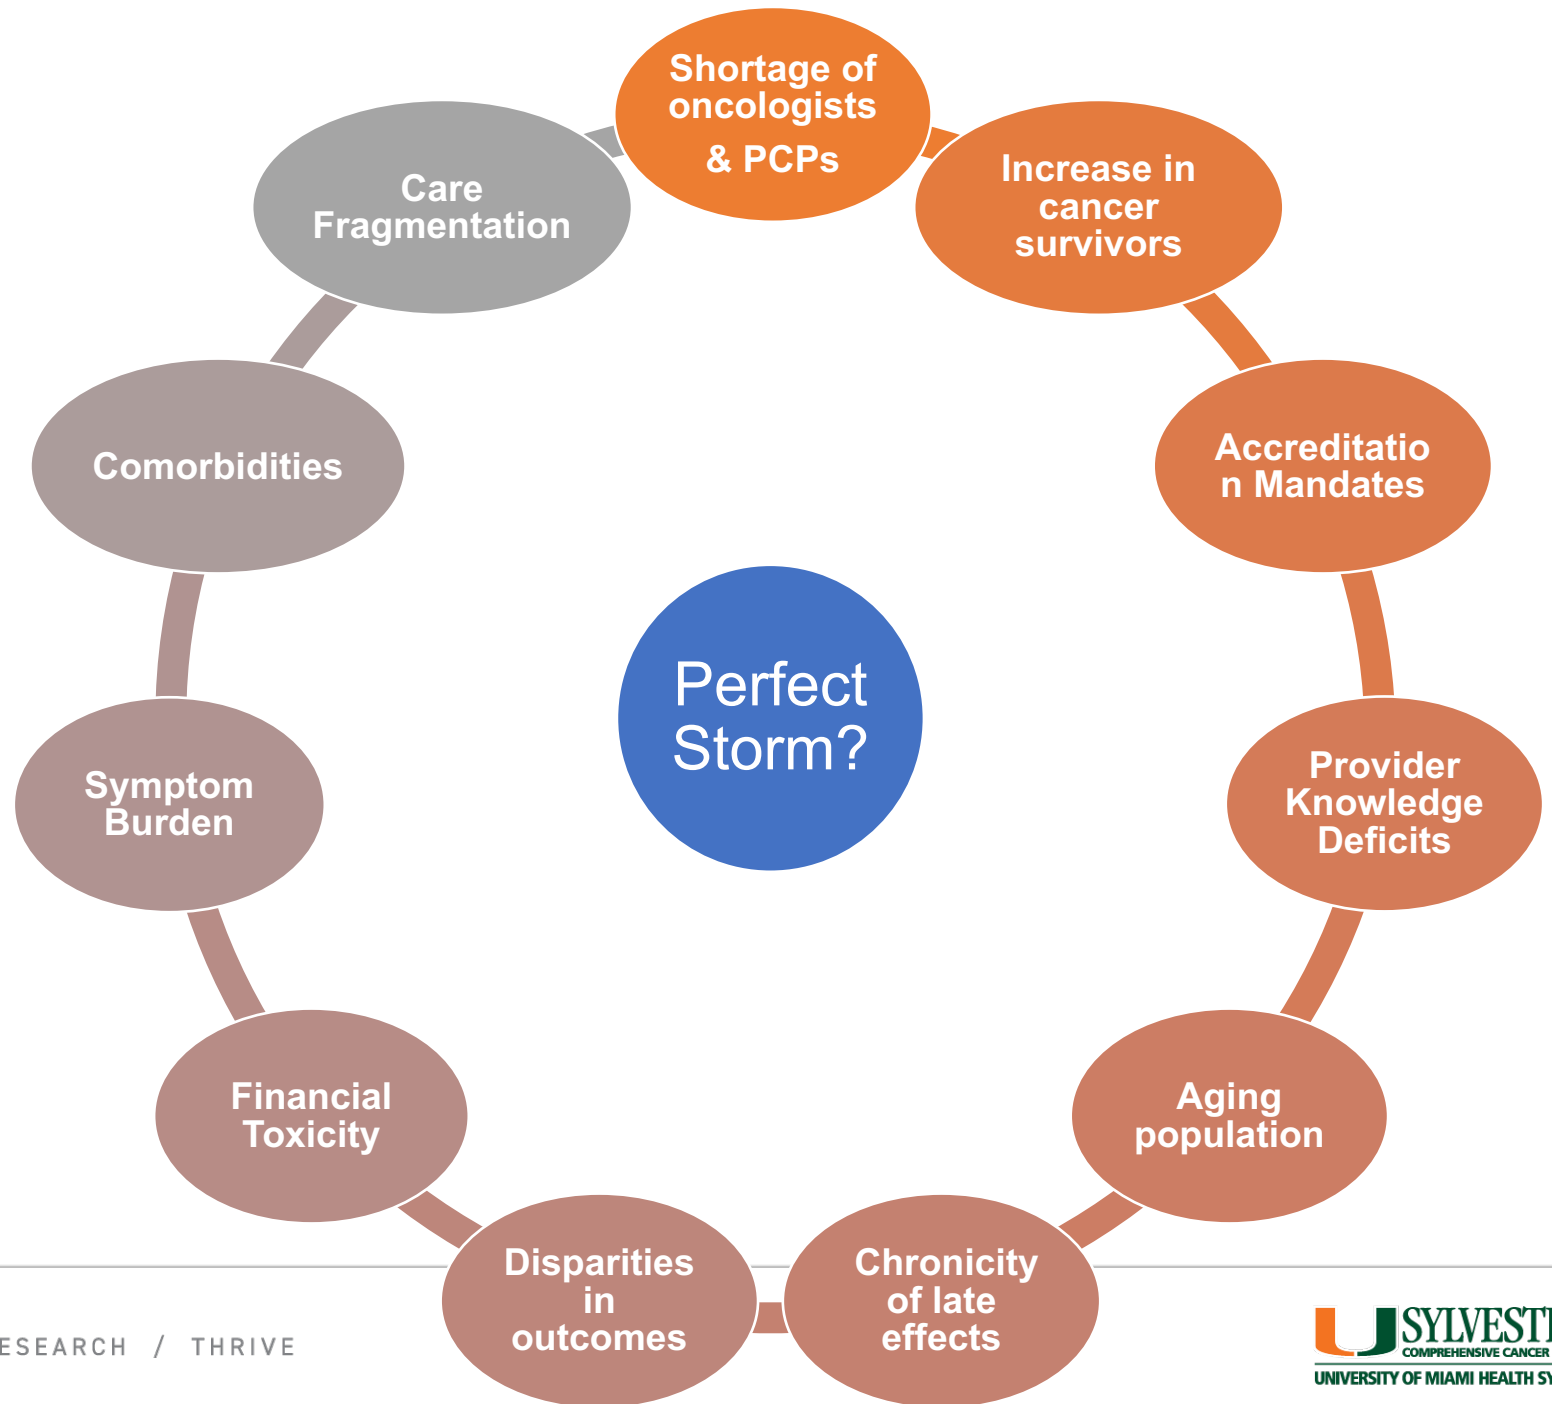 Shortage of
oncologists
& PCPs
Increase in
cancer
survivors
Accreditatio
n Mandates
Provider
Knowledge
Deficits
Aging
population
Chronicity
of late
effects
Disparities
in
outcomes
Financial
Toxicity
Symptom
Burden
Comorbidities
Care
Fragmentation
Perfect
Storm?
ESEARCH / THRIVE
U SYLVESTE
COMPREHENSIVE CANCER
UNIVERSITY OF MIAMI HEALTH SY